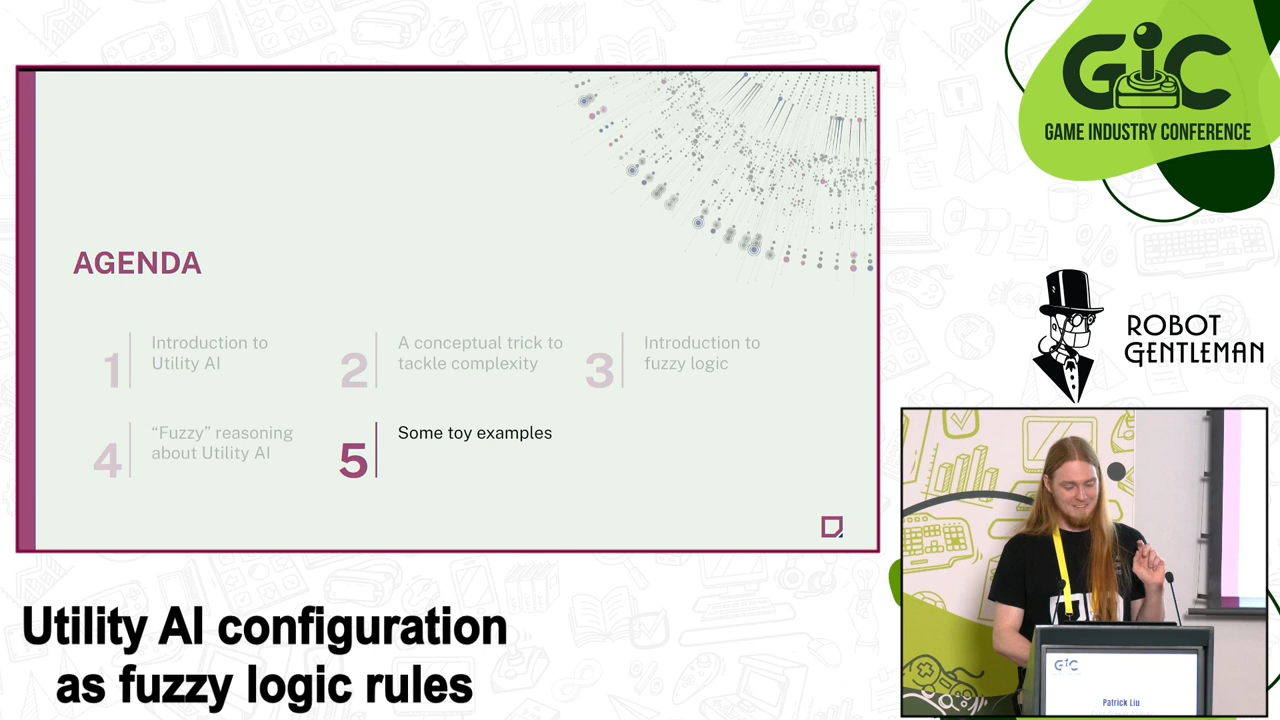 AGENDA
1
Introduction to
Utility AI
2
A conceptual trick to
tackle complexity
3
Introduction to
fuzzy logic
4
“Fuzzy” reasoning
about Utility AI
5
Some toy examples
Utility AI configuration
as fuzzy logic rules
GIC
GAME INDUSTRY CONFERENCE
ROBOT
GENTLEMAN
GIC
Patrick Liu